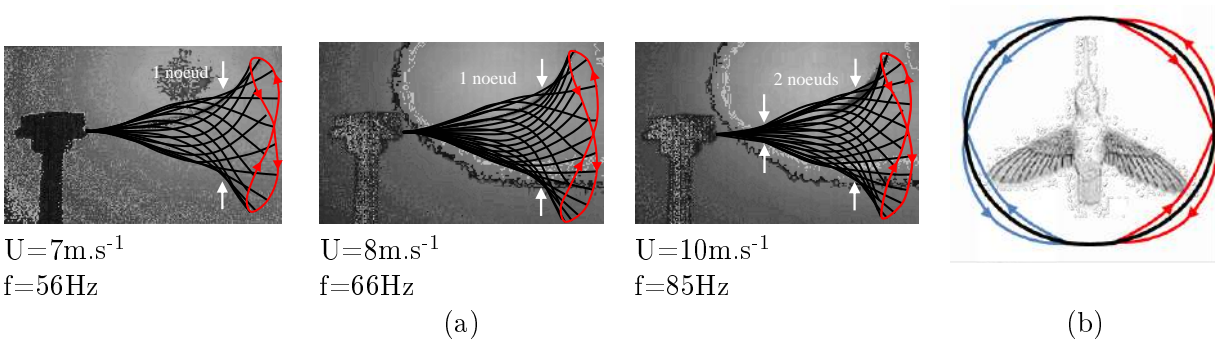 1 noeud
1 noeud
2 noeuds
U=7m.s⁻¹
f=56Hz
U=8m.s⁻¹
f=66Hz
U=10m.s⁻¹
f=85Hz
(a)
(b)